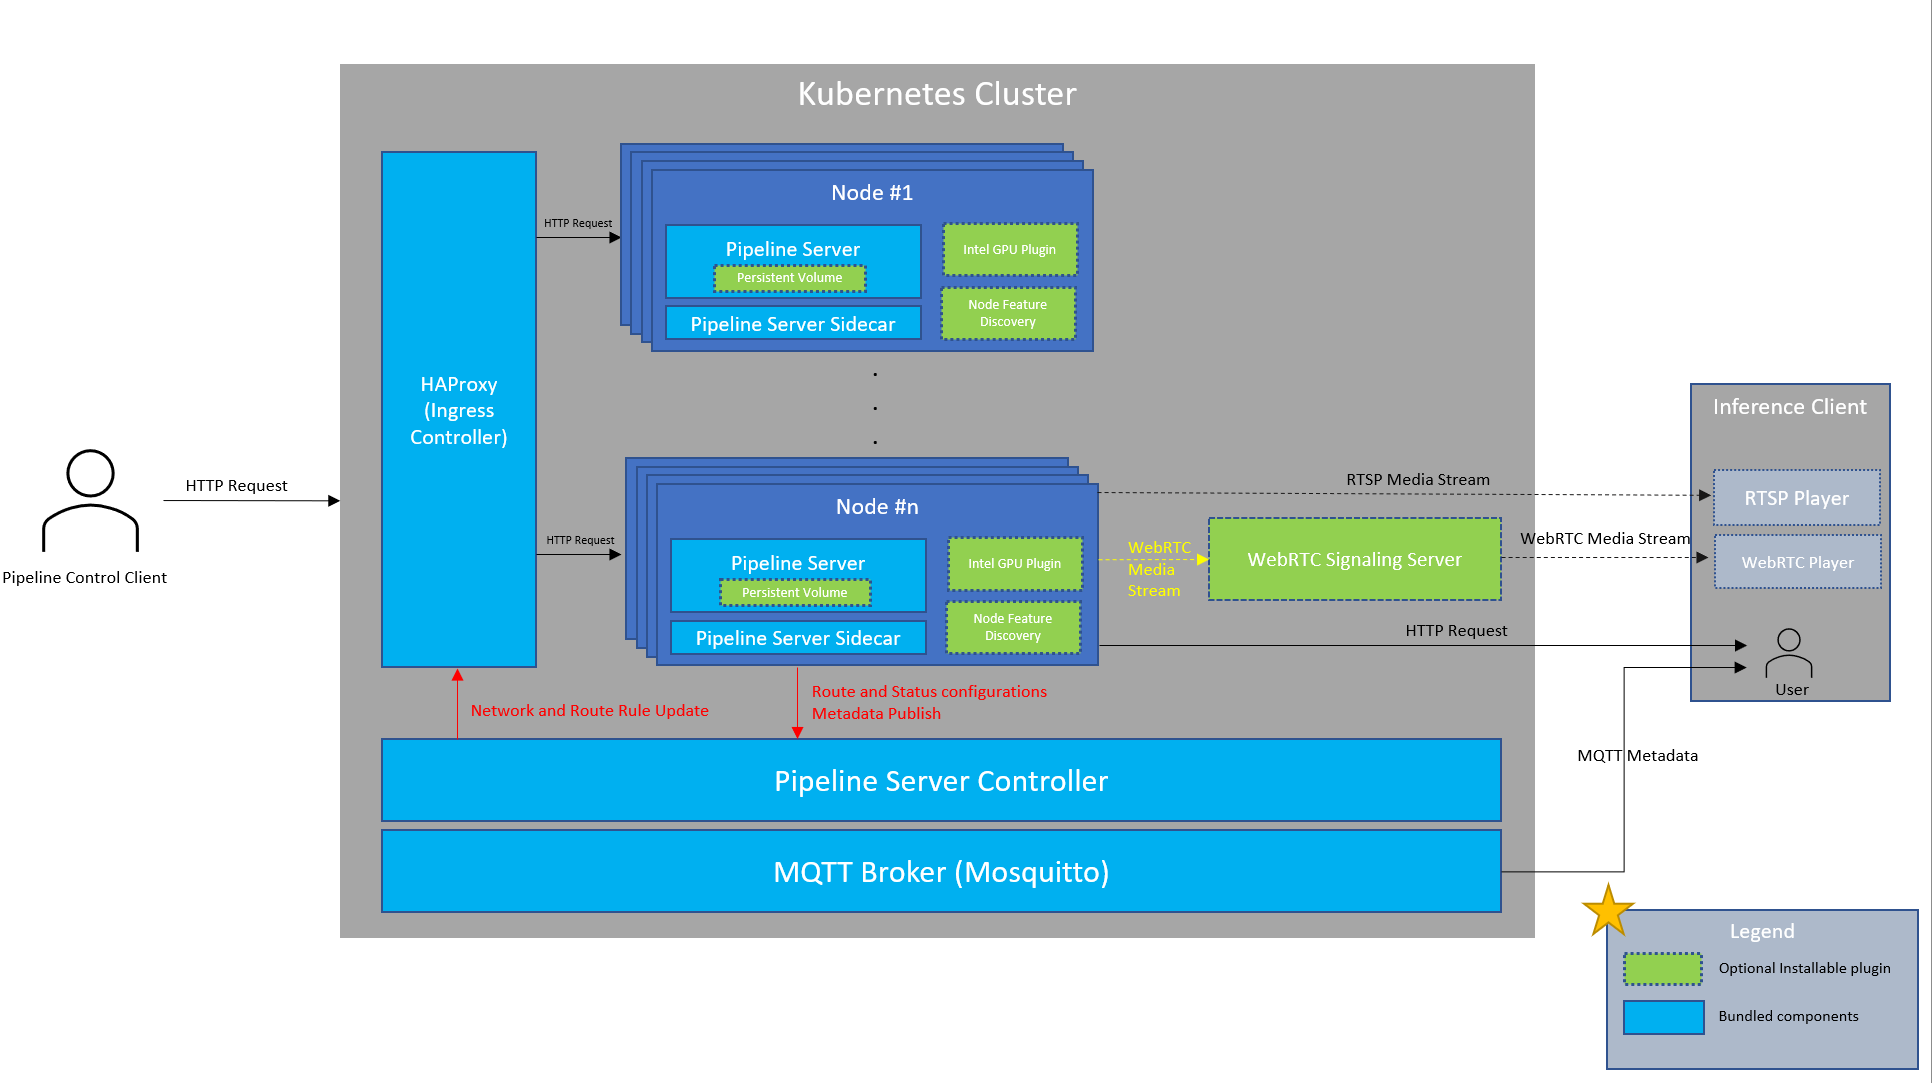 Kubernetes Cluster
HAProxy
(Ingress
Controller)
HTTP Request
Pipeline Control Client
HTTP Request
Node #1
Pipeline Server
Persistent Volume
Pipeline Server Sidecar
Intel GPU Plugin
Node Feature
Discovery
.
.
.
HTTP Request
Node #n
Pipeline Server
Persistent Volume
Pipeline Server Sidecar
Intel GPU Plugin
Node Feature
Discovery
RTSP Media Stream
WebRTC
Media
Stream
WebRTC Signaling Server
WebRTC Media Stream
HTTP Request
Inference Client
RTSP Player
WebRTC Player
User
Network and Route Rule Update
Route and Status configurations
Metadata Publish
Pipeline Server Controller
MQTT Broker (Mosquitto)
MQTT Metadata
Legend
Optional Installable plugin
Bundled components